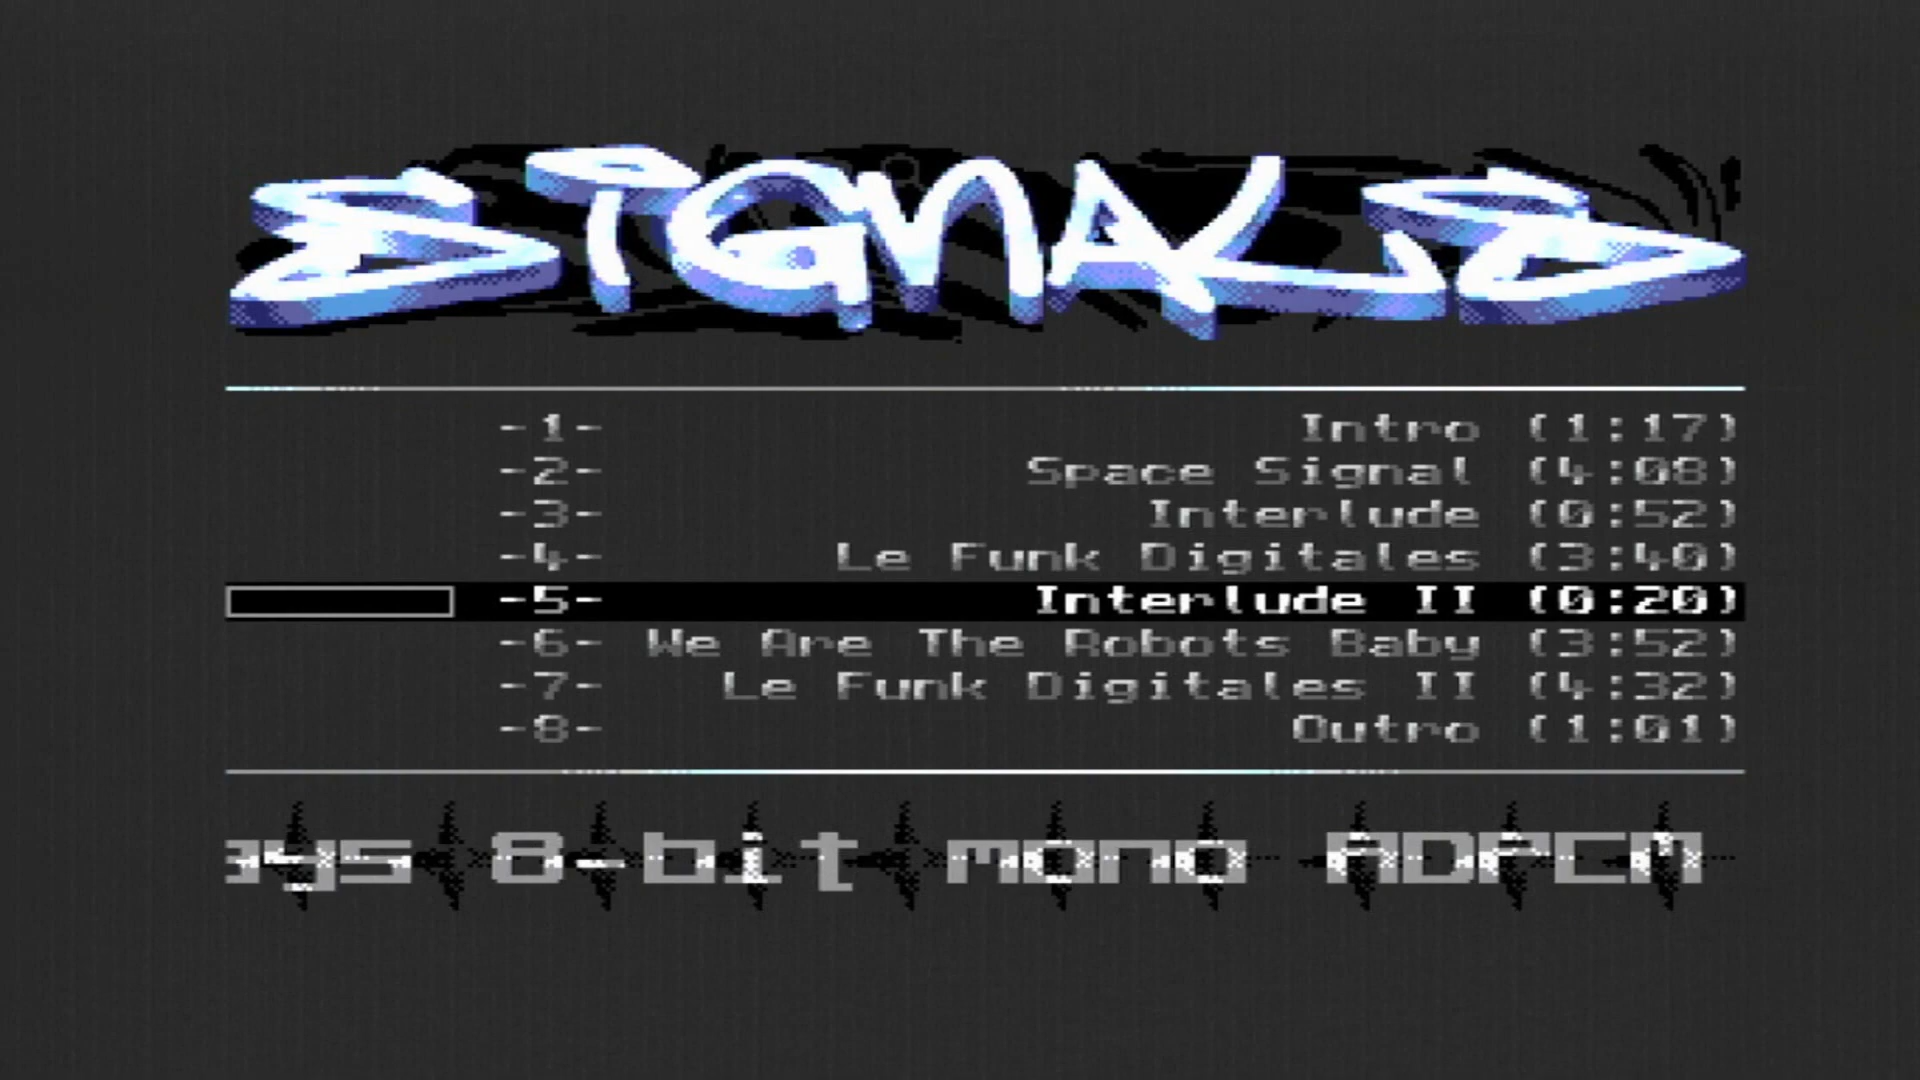 SiGNALS
-1- Intro (1:17)
-2- Space Signal (4:08)
-3- Interlude (0:52)
-4- Le Funk Digitales (3:40)
-5- Interlude II (0:20)
-6- We Are The Robots Baby (3:52)
-7- Le Funk Digitales II (4:32)
-8- Outro (1:01)
ays 8-bit mono ADPCM